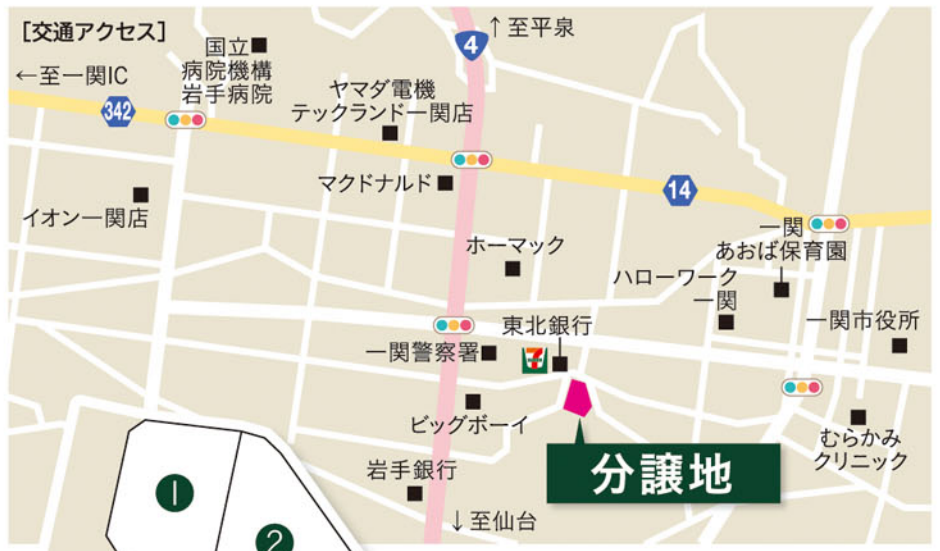 [交通アクセス]
国立
病院機構
岩手病院
4
↑至平泉
←至一関IC
342
ヤマダ電機
テックランド一関店
マクドナルド
14
イオン一関店
一関
あおば保育園
ホーマック
ハローワーク
一関
一関市役所
東北銀行
一関警察署
7
ビッグボーイ
むらかみ
クリニック
分譲地
岩手銀行
↓至仙台
1
2